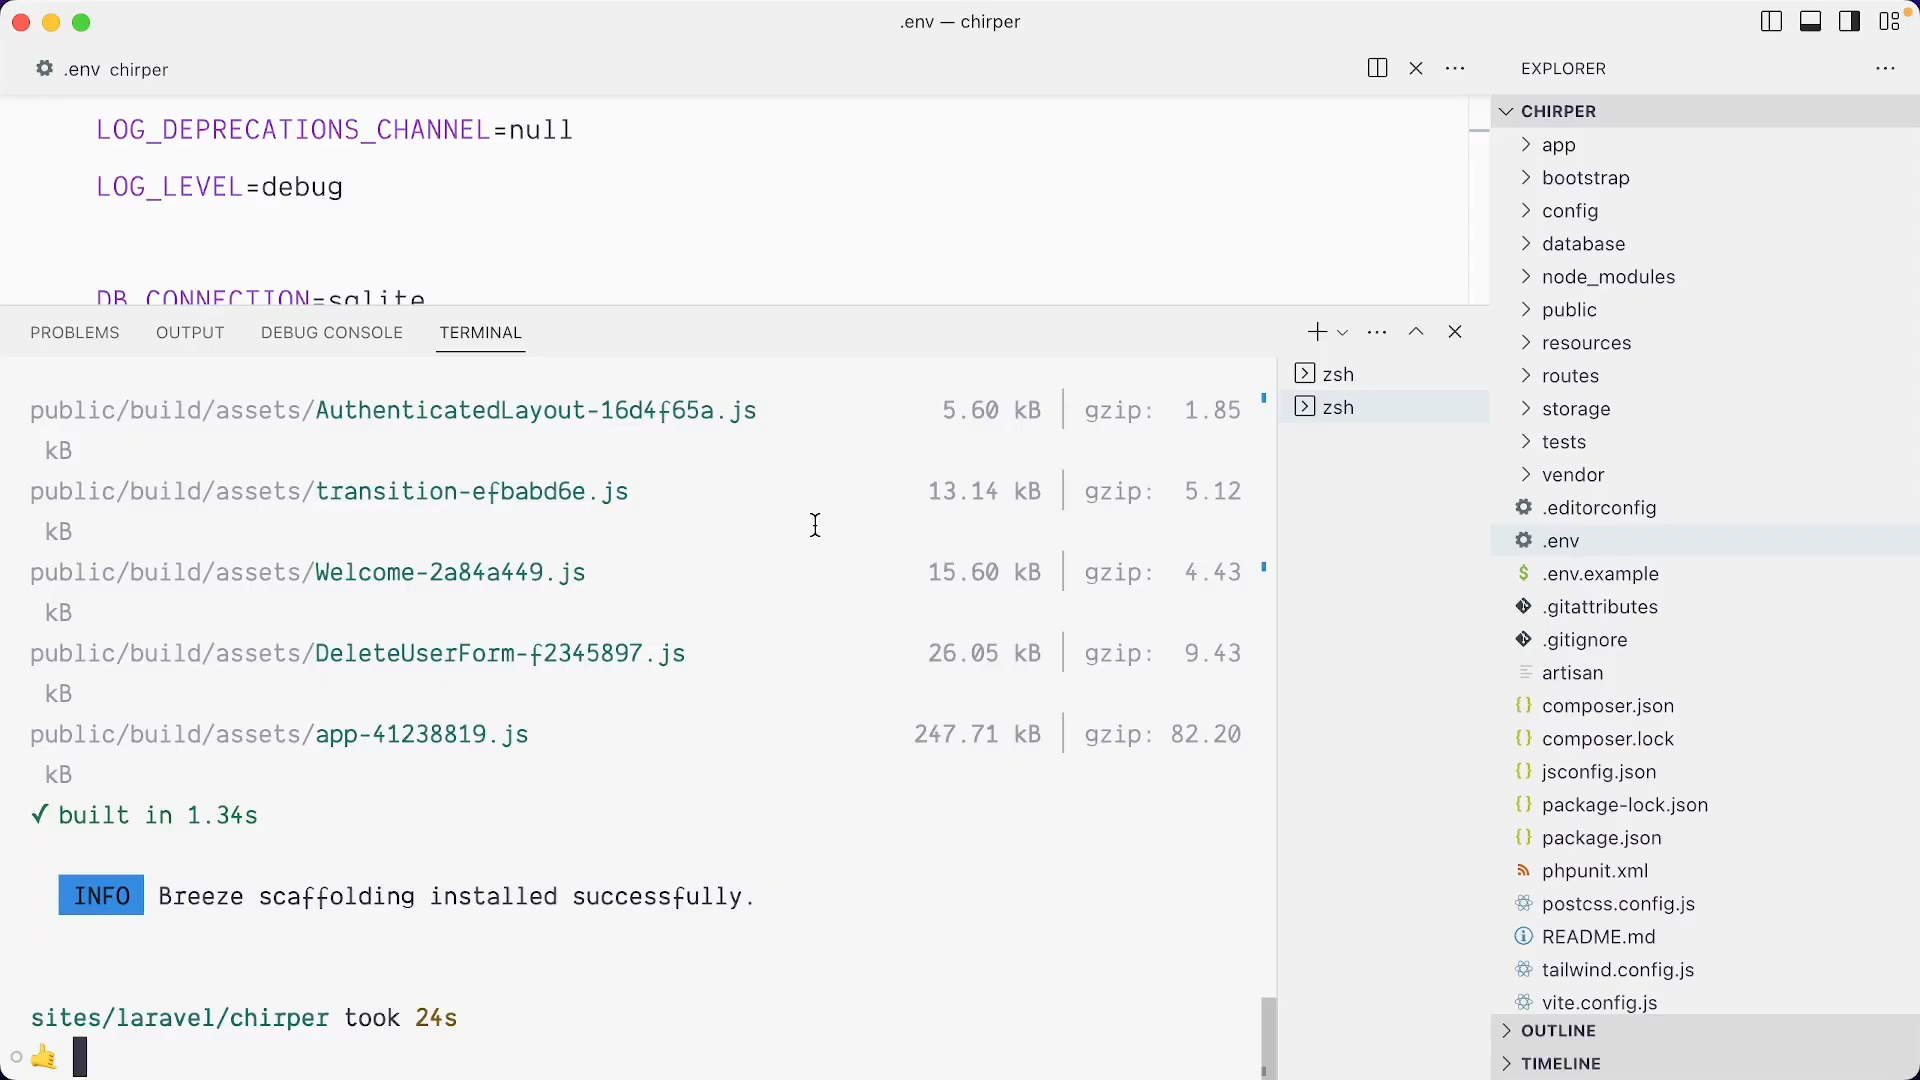 .env — chirper
.env chirper
LOG_DEPRECATIONS_CHANNEL=null
LOG_LEVEL=debug
DB_CONNECTION=sqlite
PROBLEMS OUTPUT DEBUG CONSOLE TERMINAL
public/build/assets/AuthenticatedLayout-16d4f65a.js 5.60 kB │ gzip: 1.85
kB
public/build/assets/transition-efbabd6e.js 13.14 kB │ gzip: 5.12
kB
public/build/assets/Welcome-2a84a449.js 15.60 kB │ gzip: 4.43
kB
public/build/assets/DeleteUserForm-f2345897.js 26.05 kB │ gzip: 9.43
kB
public/build/assets/app-41238819.js 247.71 kB │ gzip: 82.20
kB
✓ built in 1.34s
INFO Breeze scaffolding installed successfully.
sites/laravel/chirper took 24s
zsh
zsh
EXPLORER
CHIRPER
app
bootstrap
config
database
node_modules
public
resources
routes
storage
tests
vendor
.editorconfig
.env
.env.example
.gitattributes
.gitignore
artisan
composer.json
composer.lock
jsconfig.json
package-lock.json
package.json
phpunit.xml
postcss.config.js
README.md
tailwind.config.js
vite.config.js
OUTLINE
TIMELINE